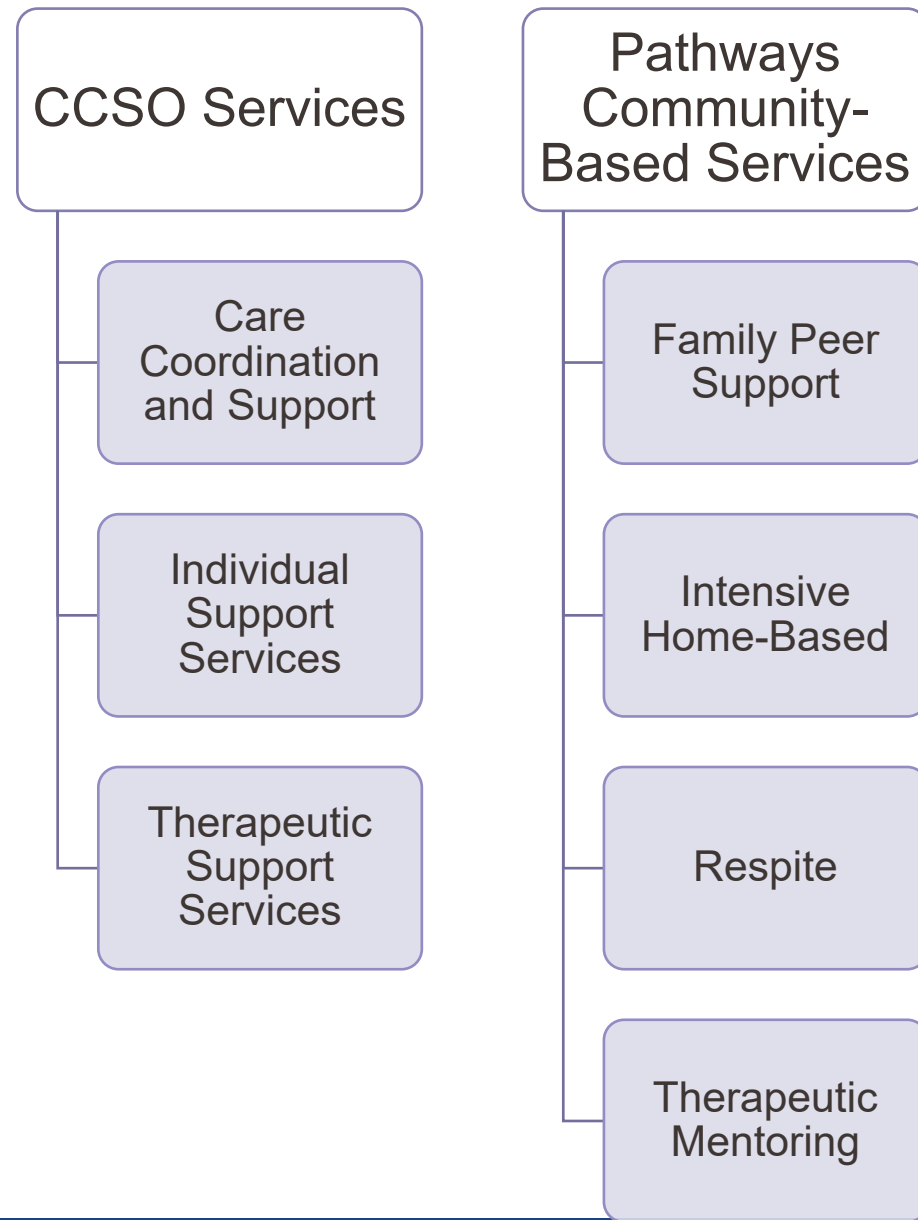 CCSO Services
Care
Coordination
and Support
Individual
Support
Services
Therapeutic
Support
Services
Pathways
Community-
Based Services
Family Peer
Support
Intensive
Home-Based
Respite
Therapeutic
Mentoring